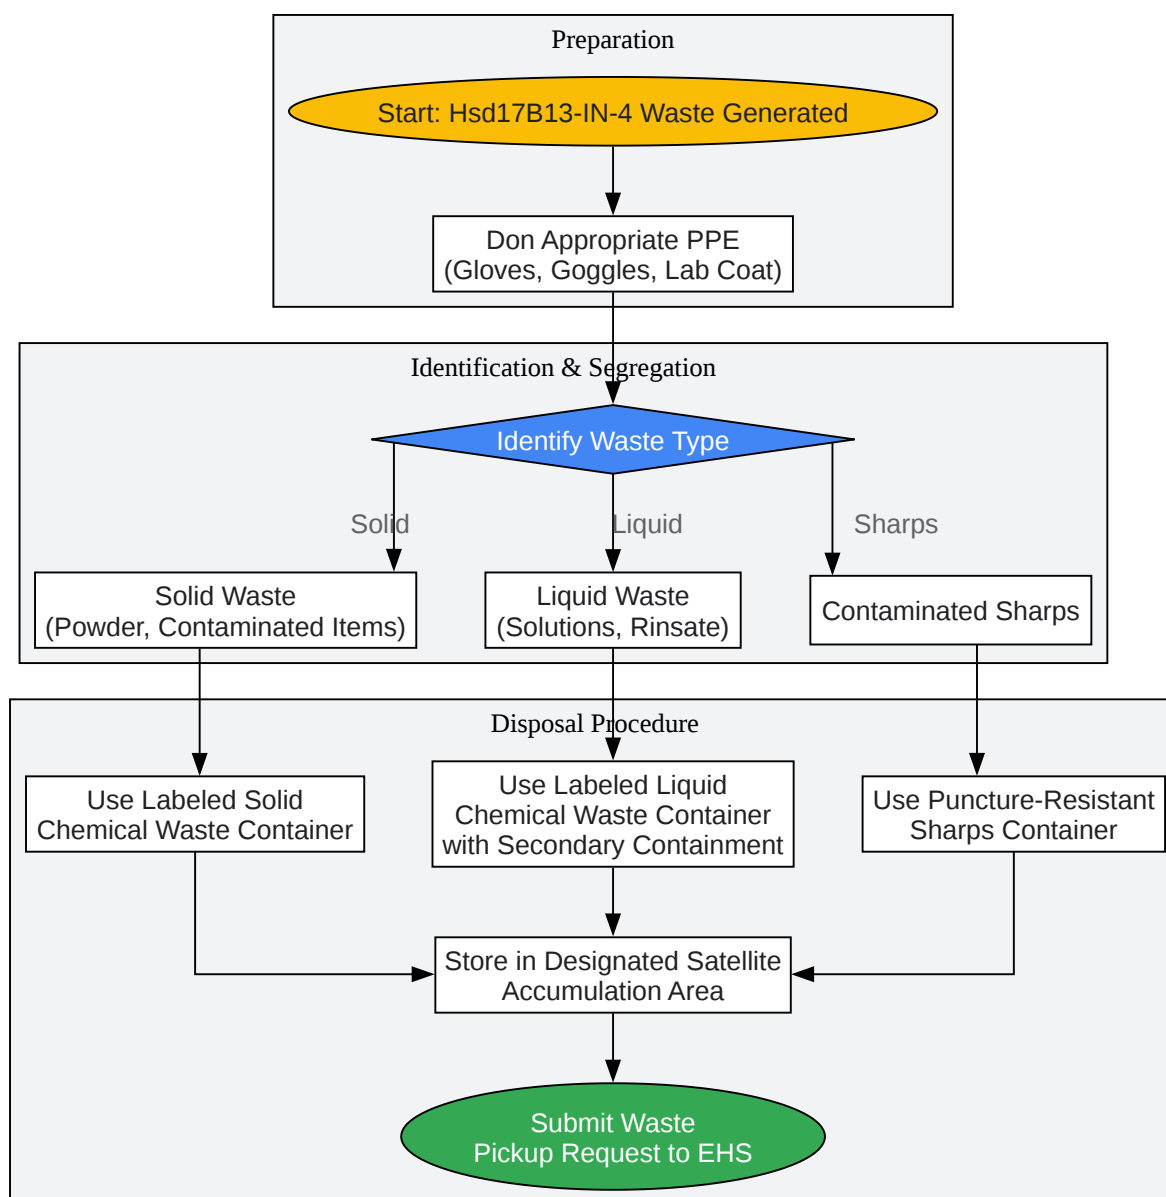 Preparation
Start: Hsd17B13-IN-4 Waste Generated
Don Appropriate PPE
(Gloves, Goggles, Lab Coat)
Identification & Segregation
Identify Waste Type
Solid
Liquid
Sharps
Solid Waste
(Powder, Contaminated Items)
Liquid Waste
(Solutions, Rinsate)
Contaminated Sharps
Disposal Procedure
Use Labeled Solid
Chemical Waste Container
Use Labeled Liquid
Chemical Waste Container
with Secondary Containment
Use Puncture-Resistant
Sharps Container
Store in Designated Satellite
Accumulation Area
Submit Waste
Pickup Request to EHS